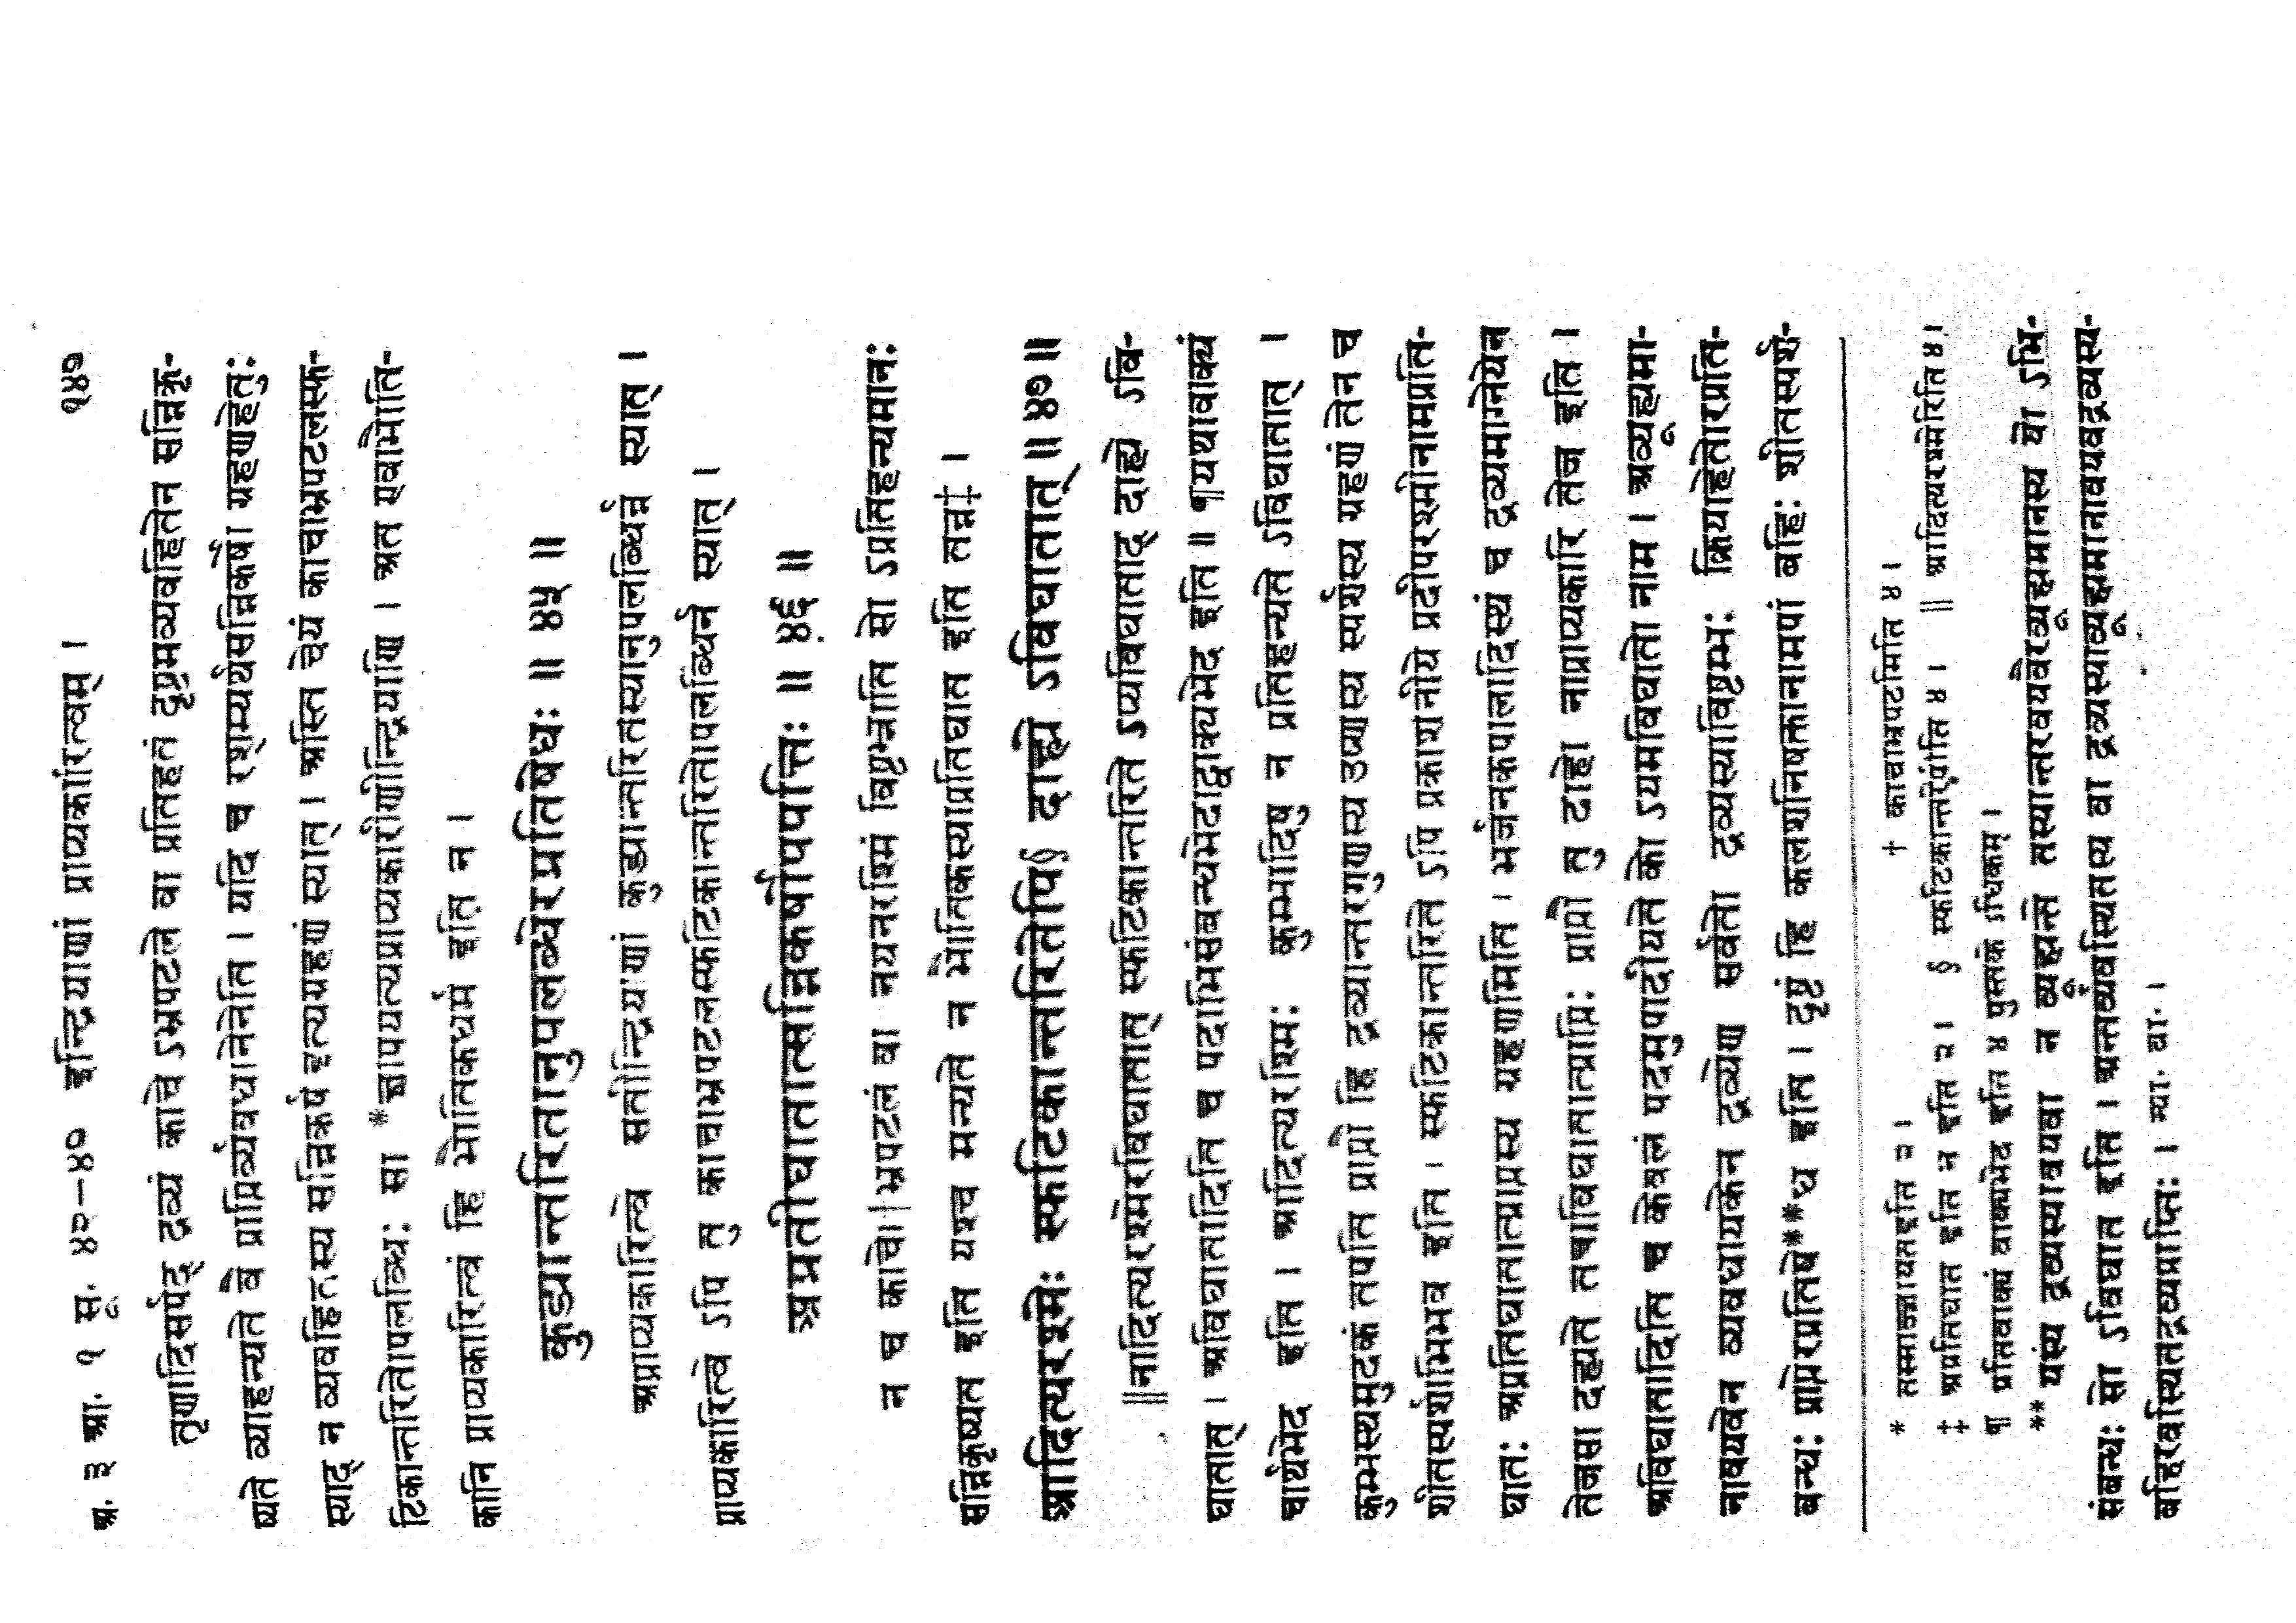 अ. ३ आ. १ सू. ४२-४७ इन्द्रियाणां प्राप्यकारित्वम् । १४७
तृणादिसर्पद् द्रव्यं काचे ऽभ्रपटले वा प्रतिहतं दृष्टमव्यवहितेन सन्निकृ-
ष्यते व्याहन्यते वै प्राप्तिर्व्यवधानेनेति । यदि च रश्म्यर्थसन्निकर्षो ग्रहणहेतुः
स्याद् न व्यवहितस्य सन्निकर्ष इत्यग्रहणं स्यात् । अस्ति चेयं काचाभ्रपटलस्फ-
टिकान्तरितोपलब्धिः सा *ज्ञापयत्यप्राप्यकारीणीन्द्रियाणि । अत एवाभौति-
कानि प्राप्यकारित्वं हि भौतिकधर्म इति न ।
कुड्यान्तरितानुपलब्धेरप्रतिषेधः ॥ ४५ ॥
अप्राप्यकारित्वे सतीन्द्रियाणां कुड्यान्तरितस्यानुपलब्धिर्न्न स्यात् ।
प्राप्यकारित्वे ऽपि तु काचाभ्रपटलस्फटिकान्तरितोपलब्धिर्न स्यात् ।
अप्रतीघातात्सन्निकर्षोपपत्तिः ॥ ४६ ॥
न च काचो†भ्रपटलं वा नयनरश्मिं विष्टभ्नाति सो ऽप्रतिहन्यमानः
सन्निकृष्यत इति यश्च मन्यते न भौतिकस्याप्रतिघात इति तन्न‡ ।
आदित्यरश्मेः स्फटिकान्तरितेपि§ दाह्ये ऽविघातात् ॥ ४७ ॥
‖नादित्यरश्मेरविघातात् स्फटिकान्तरिते ऽप्यविघाताद् दाह्ये ऽवि-
घातात् । अविघातादिति च पदाभिसंबन्धभेदाद्वाक्यभेद इति ॥ ¶यथावाक्यं
चार्थभेद इति । आदित्यरश्मिः कुम्भादिषु न प्रतिहन्यते ऽविघातात् ।
कुम्भस्थमुदकं तपति प्राप्तौ हि द्रव्यान्तरगुणस्य उष्णस्य स्पर्शस्य ग्रहणं तेन च
शीतस्पर्शाभिभव इति । स्फटिकान्तरिते ऽपि प्रकाशनीये प्रदीपरश्मीनामप्रति-
घातः अप्रतिघातात्प्राप्तस्य ग्रहणमिति । भर्जनकपालादिस्थं च द्रव्यमाग्नेयेन
तेजसा दह्यते तत्राविघातात्प्राप्तिः प्राप्तौ तु दाहो नाप्राप्यकारि तेज इति ।
अविघातादिति च केवलं पदमुपादीयते को ऽयमविघातो नाम । अव्यूह्यमा-
नावयवेन व्यवधायकेन द्रव्येण सर्वतो द्रव्यस्याविष्टम्भः क्रियाहेतोरप्रति-
बन्धः प्राप्तेरप्रतिषे**ध इति । दृष्टं हि कलशनिषक्तानामपां बहिः शीतस्पर्श-
* तस्माज्ज्ञायतइति २ । † काचाभ्रपटमिति ४ ।
‡ अप्रतिघात इति न इति २ । § स्फटिकान्तरेपीति ४ । ‖ आदित्यरश्मेरिति ४ ।
¶ प्रतिवाक्यं वाक्यभेद इति ४ पुस्तके ऽधिकम् ।
** यस्य द्रव्यस्यावयवा न व्यूह्यन्ते तस्यान्तरवयवैरव्यूह्यमानस्य यो ऽभि-
संबन्धः सो ऽविघात इति । अन्तर्व्यवस्थितस्य वा द्रव्यस्याव्यूह्यमानावयवद्रव्यस्य-
बहिरवस्थितद्रव्यप्राप्तिः । न्या. वा. ।